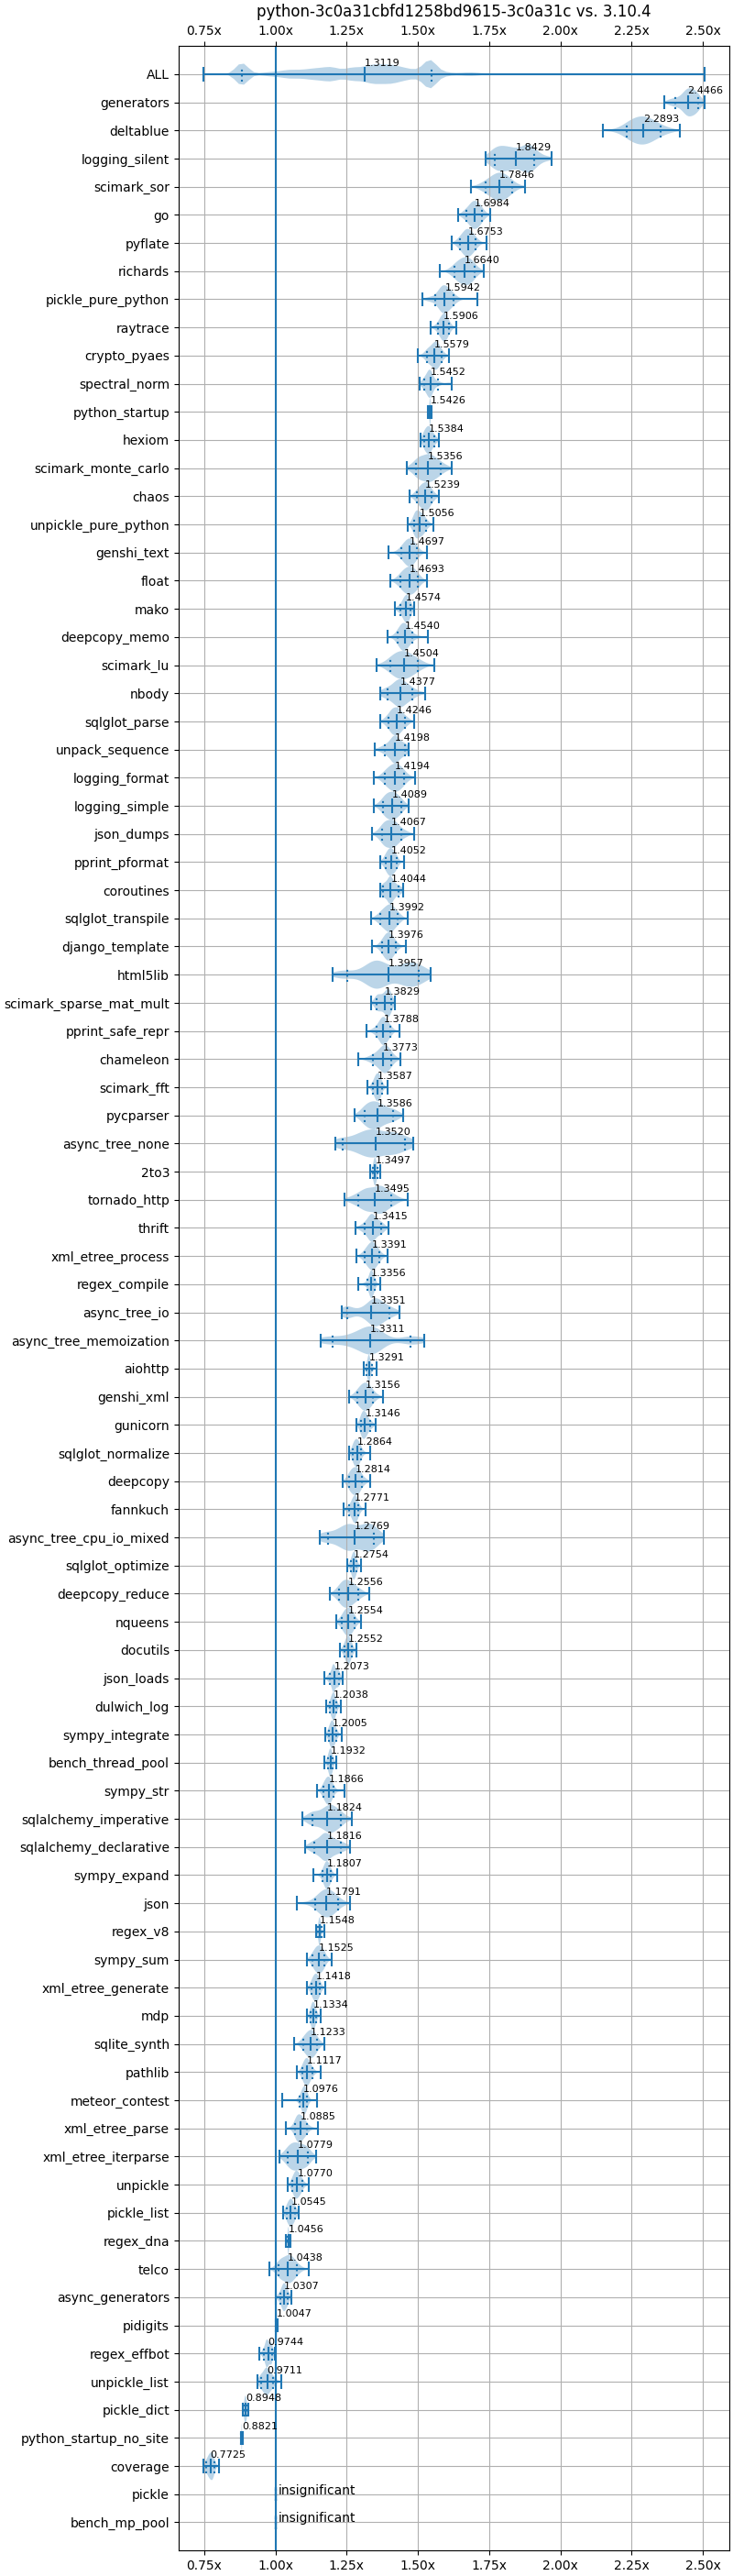 python-3c0a31cbfd1258bd9615-3c0a31c vs. 3.10.4
0.75x 1.00x 1.25x 1.50x 1.75x 2.00x 2.25x 2.50x
ALL 1.3119
generators 2.4466
deltablue 2.2893
logging_silent 1.8429
scimark_sor 1.7846
go 1.6984
pyflate 1.6753
richards 1.6640
pickle_pure_python 1.5942
raytrace 1.5906
crypto_pyaes 1.5579
spectral_norm 1.5452
python_startup 1.5426
hexiom 1.5384
scimark_monte_carlo 1.5356
chaos 1.5239
unpickle_pure_python 1.5056
genshi_text 1.4697
float 1.4693
mako 1.4574
deepcopy_memo 1.4540
scimark_lu 1.4504
nbody 1.4377
sqlglot_parse 1.4246
unpack_sequence 1.4198
logging_format 1.4194
logging_simple 1.4089
json_dumps 1.4067
pprint_pformat 1.4052
coroutines 1.4044
sqlglot_transpile 1.3992
django_template 1.3976
html5lib 1.3957
scimark_sparse_mat_mult 1.3829
pprint_safe_repr 1.3788
chameleon 1.3773
scimark_fft 1.3587
pycparser 1.3586
async_tree_none 1.3520
2to3 1.3497
tornado_http 1.3495
thrift 1.3415
xml_etree_process 1.3391
regex_compile 1.3356
async_tree_io 1.3351
async_tree_memoization 1.3311
aiohttp 1.3291
genshi_xml 1.3156
gunicorn 1.3146
sqlglot_normalize 1.2864
deepcopy 1.2814
fannkuch 1.2771
async_tree_cpu_io_mixed 1.2769
sqlglot_optimize 1.2754
deepcopy_reduce 1.2556
nqueens 1.2554
docutils 1.2552
json_loads 1.2073
dulwich_log 1.2038
sympy_integrate 1.2005
bench_thread_pool 1.1932
sympy_str 1.1866
sqlalchemy_imperative 1.1824
sqlalchemy_declarative 1.1816
sympy_expand 1.1807
json 1.1791
regex_v8 1.1548
sympy_sum 1.1525
xml_etree_generate 1.1418
mdp 1.1334
sqlite_synth 1.1233
pathlib 1.1117
meteor_contest 1.0976
xml_etree_parse 1.0885
xml_etree_iterparse 1.0779
unpickle 1.0770
pickle_list 1.0545
regex_dna 1.0456
telco 1.0438
async_generators 1.0307
pidigits 1.0047
regex_effbot 0.9744
unpickle_list 0.9711
pickle_dict 0.8948
python_startup_no_site 0.8821
coverage 0.7725
pickle insignificant
bench_mp_pool insignificant
0.75x 1.00x 1.25x 1.50x 1.75x 2.00x 2.25x 2.50x